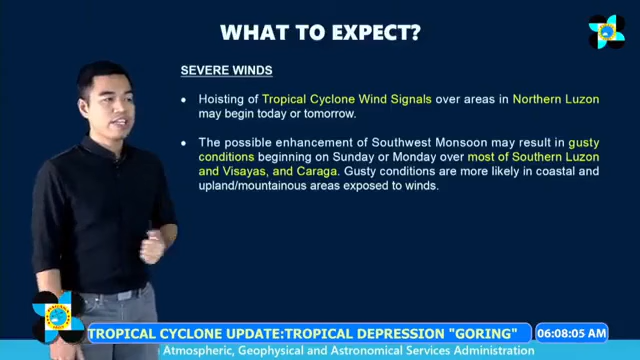 WHAT TO EXPECT?
SEVERE WINDS
• Hoisting of Tropical Cyclone Wind Signals over areas in Northern Luzon
may begin today or tomorrow.
• The possible enhancement of Southwest Monsoon may result in gusty
conditions beginning on Sunday or Monday over most of Southern Luzon
and Visayas, and Caraga. Gusty conditions are more likely in coastal and
upland/mountainous areas exposed to winds.
TROPICAL CYCLONE UPDATE:TROPICAL DEPRESSION "GORING"
06:08:05 AM
Atmospheric, Geophysical and Astronomical Services Administration